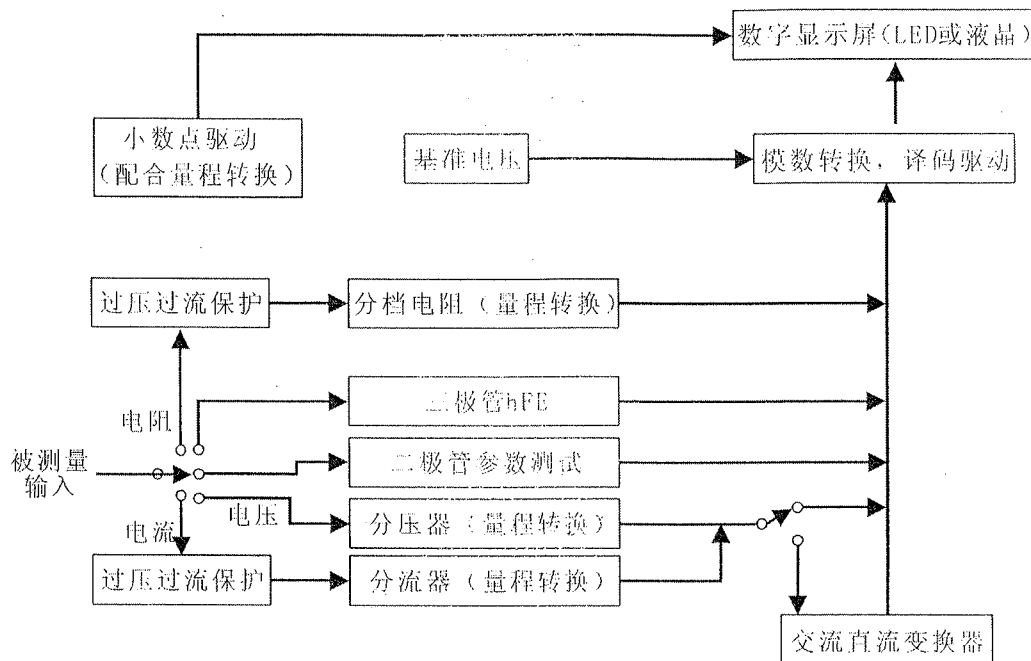 数字显示屏(LED或液晶)
小数点驱动
(配合量程转换)
基准电压
模数转换，译码驱动
过压过流保护
分档电阻（量程转换）
电阻
三极管hFE
被测量
输入
二极管参数测试
电压
分压器（量程转换）
电流
过压过流保护
分流器（量程转换）
交流直流变换器